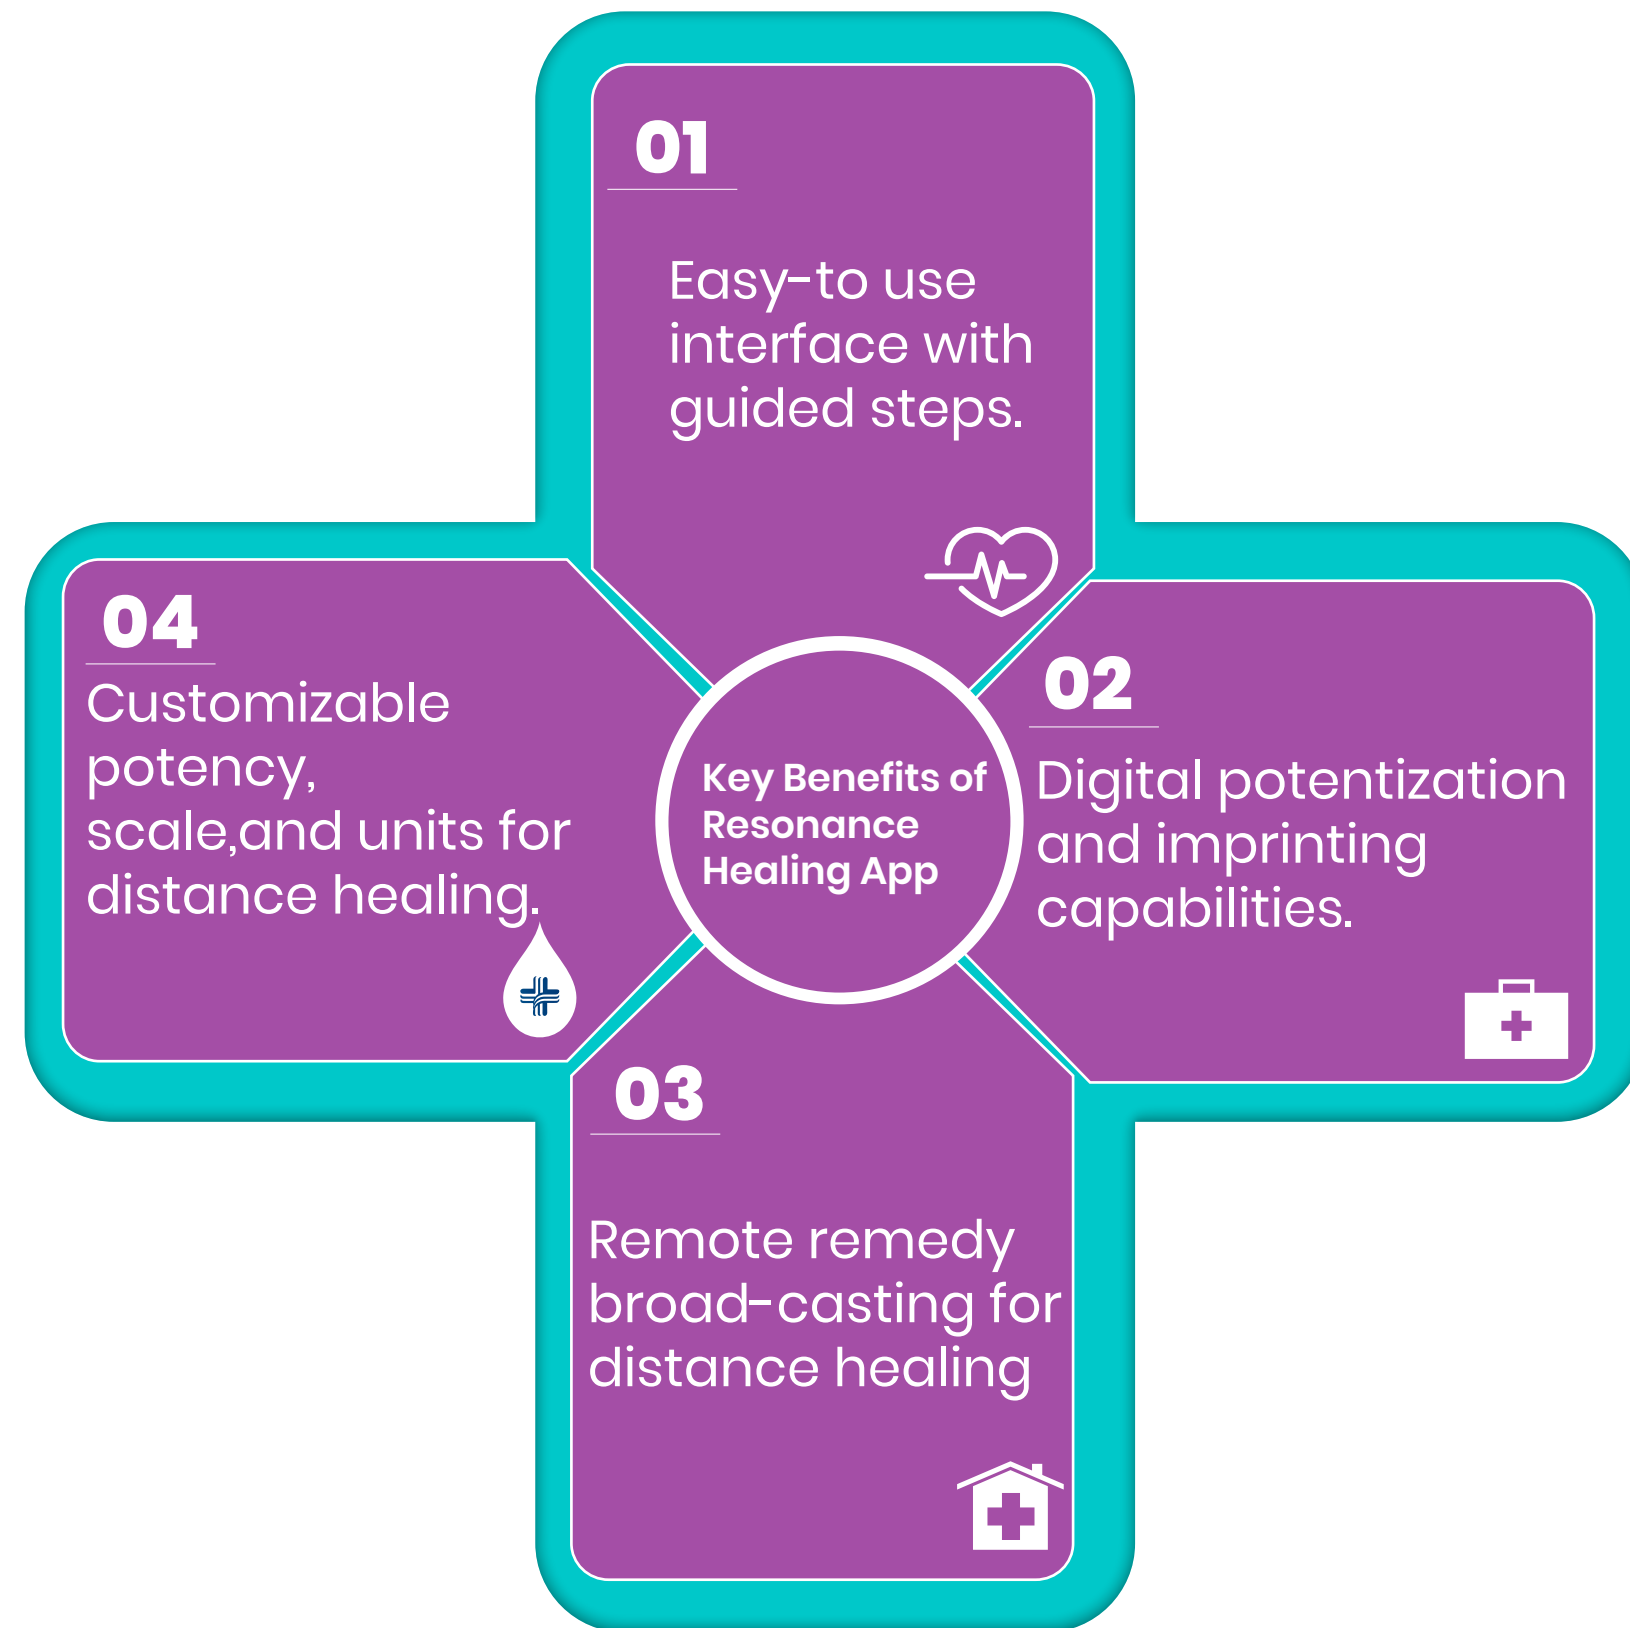 01
Easy-to use
interface with
guided steps.
02
Digital potentization
and imprinting
capabilities.
03
Remote remedy
broad-casting for
distance healing
04
Customizable
potency,
scale,and units for
distance healing.
Key Benefits of
Resonance
Healing App